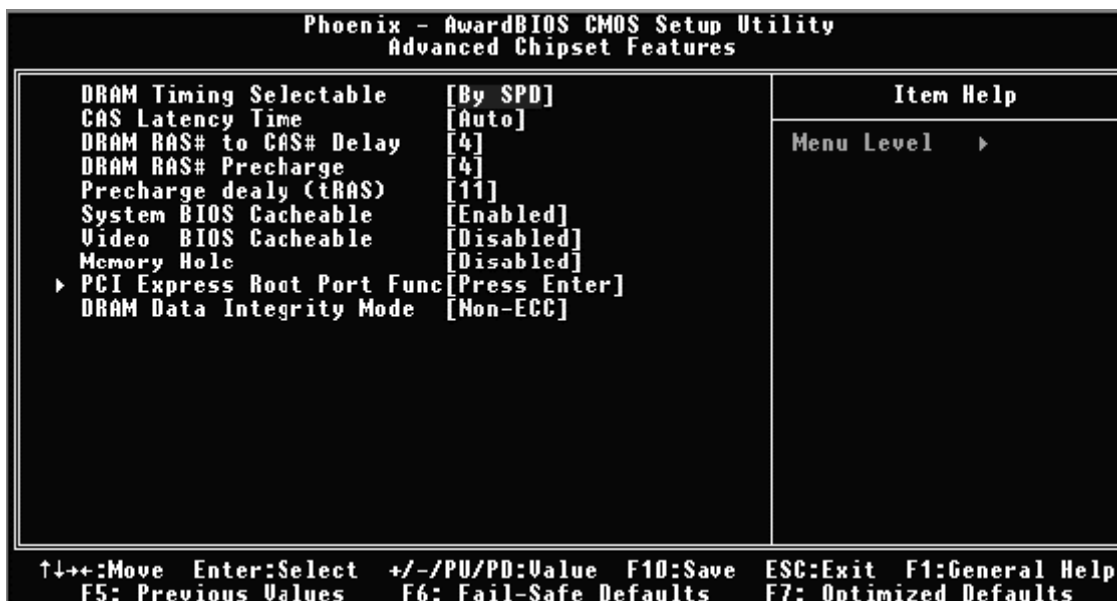 Phoenix - AwardBIOS CMOS Setup Utility
Advanced Chipset Features
DRAM Timing Selectable [By SPD]
CAS Latency Time [Auto]
DRAM RAS# to CAS# Delay [4]
DRAM RAS# Precharge [4]
Precharge dealy (tRAS) [11]
System BIOS Cacheable [Enabled]
Video BIOS Cacheable [Disabled]
Memory Hole [Disabled]
▸ PCI Express Root Port Func[Press Enter]
DRAM Data Integrity Mode [Non-ECC]
Item Help
Menu Level ▸
↑↓→←:Move Enter:Select +/-/PU/PD:Value F10:Save ESC:Exit F1:General Help
F5: Previous Values F6: Fail-Safe Defaults F7: Optimized Defaults